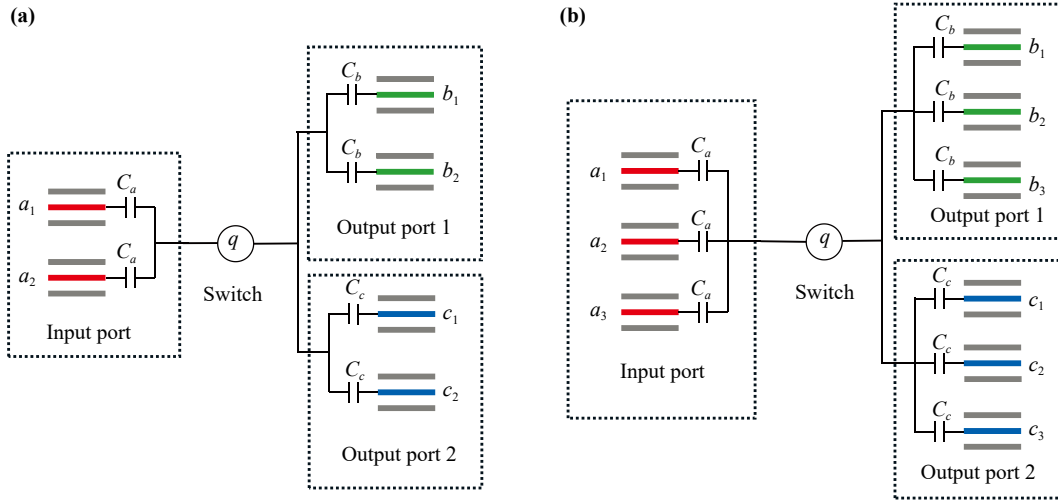 (a)
C_b
b_1
C_b
b_2
Output port 1
a_1
C_a
a_2
C_a
Input port
q
Switch
C_c
c_1
C_c
c_2
Output port 2
(b)
C_b
b_1
C_b
b_2
C_b
b_3
Output port 1
a_1
C_a
a_2
C_a
a_3
C_a
Input port
q
Switch
C_c
c_1
C_c
c_2
C_c
c_3
Output port 2